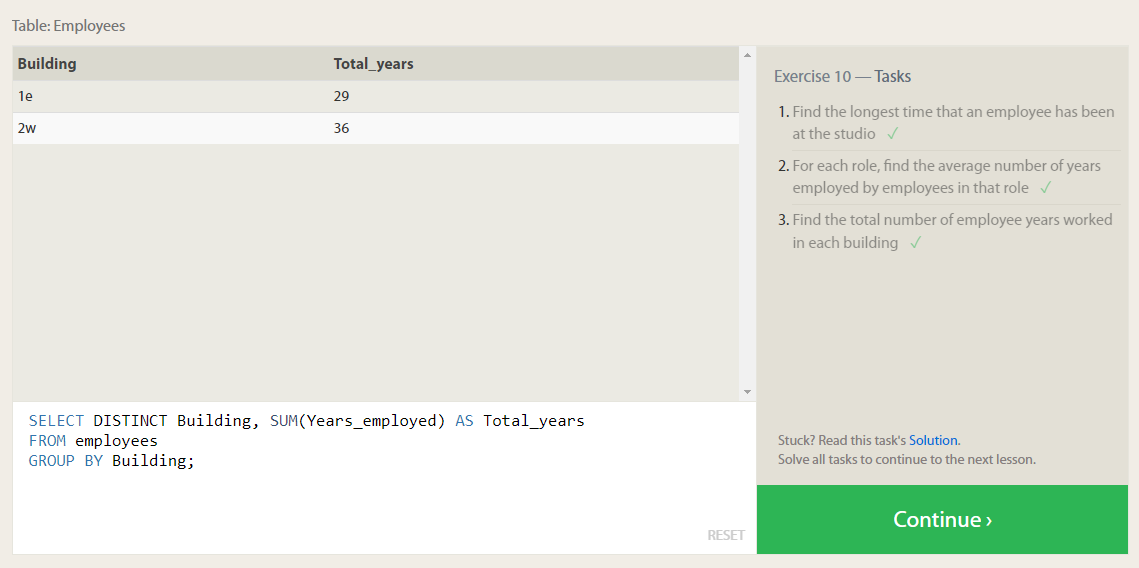 Table: Employees
Building Total_years
1e 29
2w 36
SELECT DISTINCT Building, SUM(Years_employed) AS Total_years
FROM employees
GROUP BY Building;
RESET
Exercise 10 — Tasks
1. Find the longest time that an employee has been
at the studio ✓
2. For each role, find the average number of years
employed by employees in that role ✓
3. Find the total number of employee years worked
in each building ✓
Stuck? Read this task's Solution.
Solve all tasks to continue to the next lesson.
Continue ›